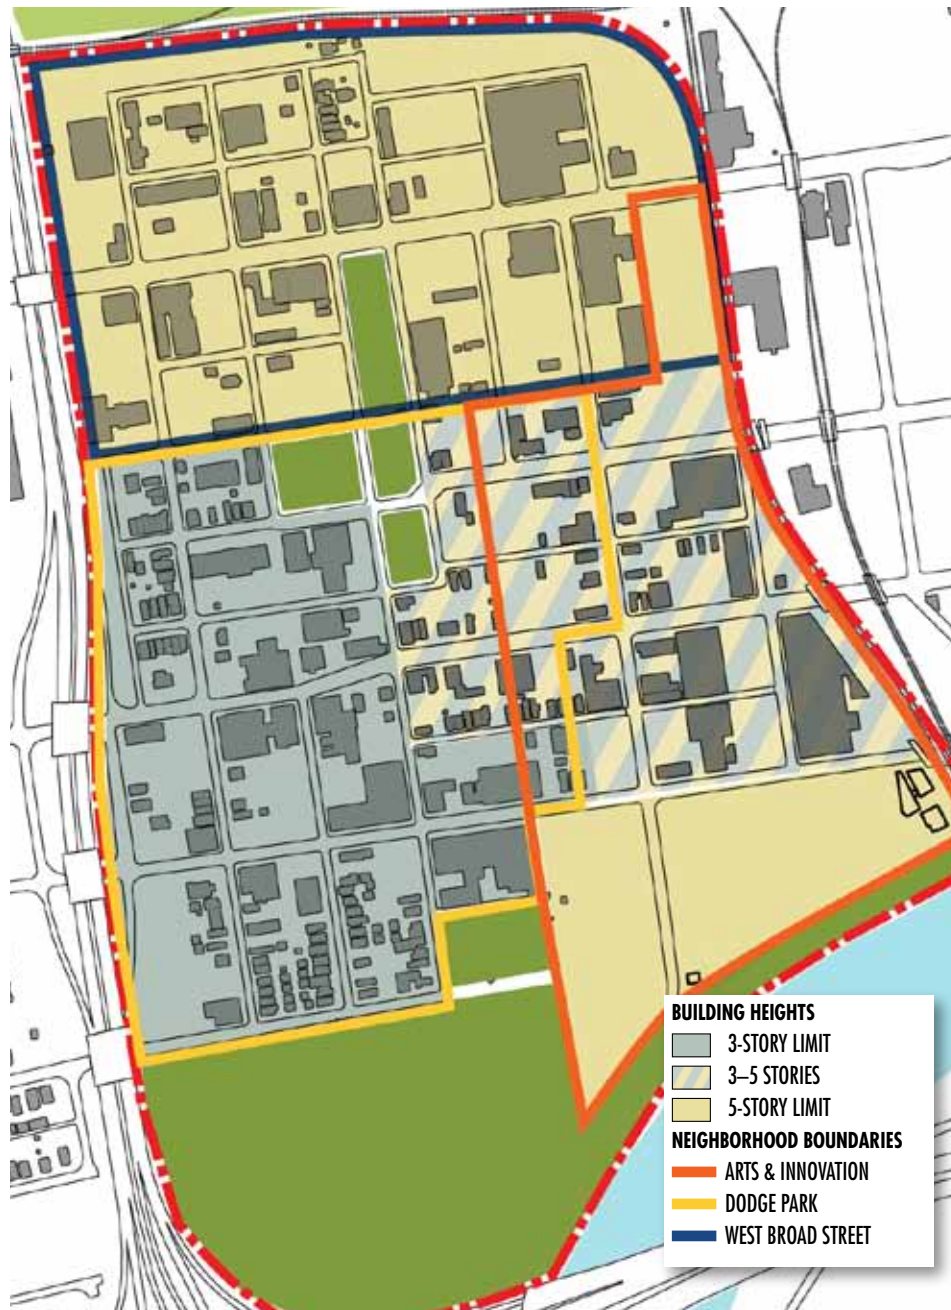 BUILDING HEIGHTS
3-STORY LIMIT
3–5 STORIES
5-STORY LIMIT
NEIGHBORHOOD BOUNDARIES
ARTS & INNOVATION
DODGE PARK
WEST BROAD STREET